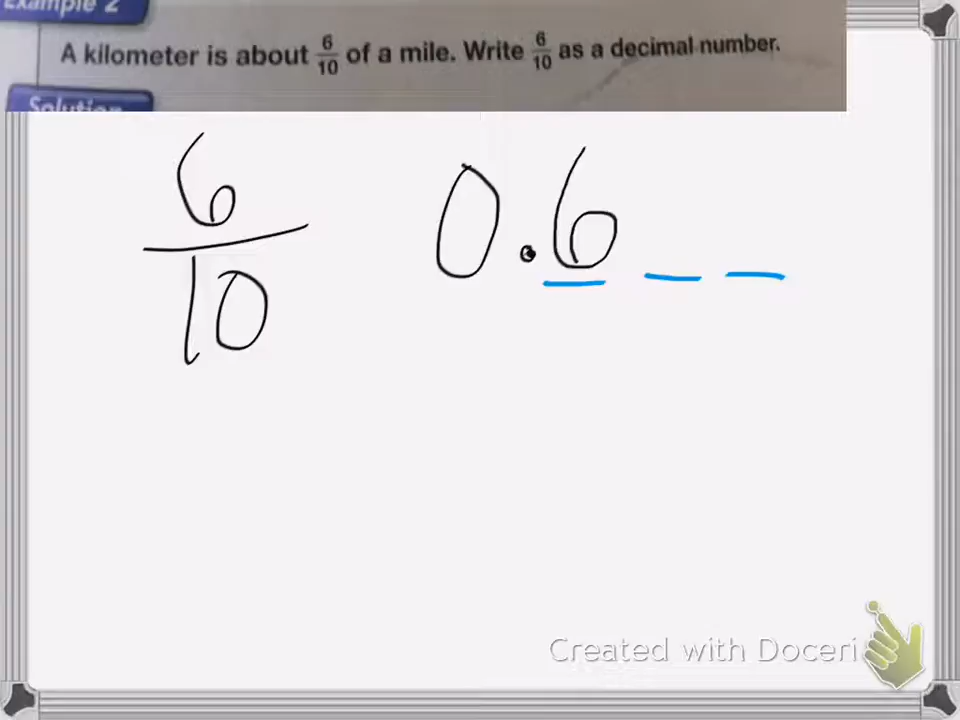 Example 2
A kilometer is about 6/10 of a mile. Write 6/10 as a decimal number.
Solution
6/10 0.6
Created with Doceri